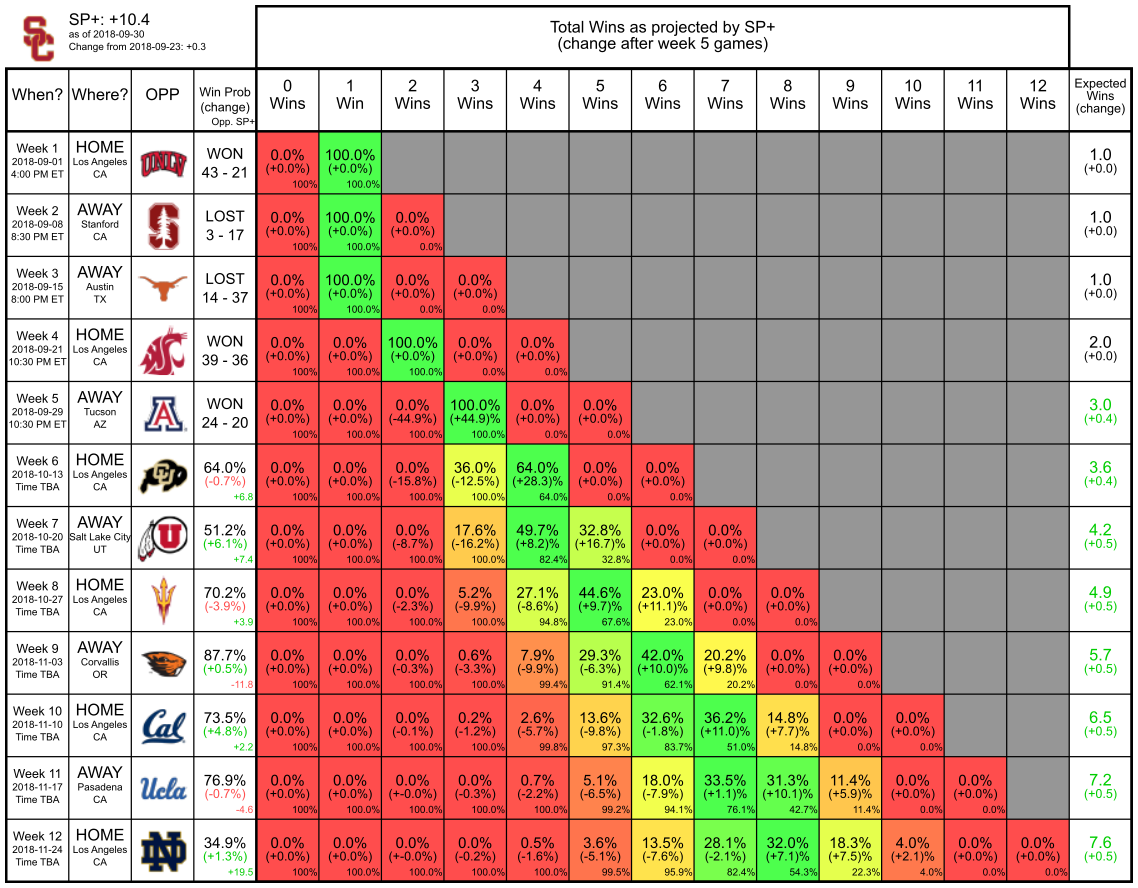 SC
SP+: +10.4
as of 2018-09-30
Change from 2018-09-23: +0.3
Total Wins as projected by SP+
(change after week 5 games)
When? Where? OPP Win Prob (change) Opp. SP+ 0 Wins 1 Win 2 Wins 3 Wins 4 Wins 5 Wins 6 Wins 7 Wins 8 Wins 9 Wins 10 Wins 11 Wins 12 Wins Expected Wins (change)
Week 1 HOME UNLV WON 0.0% 100.0% 1.0
2018-09-01 Los Angeles 43 - 21 (+0.0%) (+0.0%) (+0.0)
4:00 PM ET CA 100% 100.0%
Week 2 AWAY S LOST 0.0% 100.0% 0.0% 1.0
2018-09-08 Stanford 3 - 17 (+0.0%) (+0.0%) (+0.0%) (+0.0)
8:30 PM ET CA 100% 100.0% 0.0%
Week 3 AWAY LOST 0.0% 100.0% 0.0% 0.0% 1.0
2018-09-15 Austin 14 - 37 (+0.0%) (+0.0%) (+0.0%) (+0.0%) (+0.0)
8:00 PM ET TX 100% 100.0% 0.0% 0.0%
Week 4 HOME WON 0.0% 0.0% 100.0% 0.0% 0.0% 2.0
2018-09-21 Los Angeles 39 - 36 (+0.0%) (+0.0%) (+0.0%) (+0.0%) (+0.0%) (+0.0)
10:30 PM ET CA 100% 100.0% 100.0% 0.0% 0.0%
Week 5 AWAY A WON 0.0% 0.0% 0.0% 100.0% 0.0% 0.0% 3.0
2018-09-29 Tucson 24 - 20 (+0.0%) (+0.0%) (-44.9%) (+44.9)% (+0.0%) (+0.0%) (+0.4)
10:30 PM ET AZ 100% 100.0% 100.0% 100.0% 0.0% 0.0%
Week 6 HOME CU 64.0% 0.0% 0.0% 0.0% 36.0% 64.0% 0.0% 0.0% 3.6
2018-10-13 Los Angeles (-0.7%) (+0.0%) (+0.0%) (-15.8%) (-12.5%) (+28.3)% (+0.0%) (+0.0%) (+0.4)
Time TBA CA +6.8 100% 100.0% 100.0% 100.0% 64.0% 0.0% 0.0%
Week 7 AWAY U 51.2% 0.0% 0.0% 0.0% 17.6% 49.7% 32.8% 0.0% 0.0% 4.2
2018-10-20 Salt Lake City (+6.1%) (+0.0%) (+0.0%) (-8.7%) (-16.2%) (+8.2)% (+16.7)% (+0.0%) (+0.0%) (+0.5)
Time TBA UT +7.4 100% 100.0% 100.0% 100.0% 82.4% 32.8% 0.0% 0.0%
Week 8 HOME 70.2% 0.0% 0.0% 0.0% 5.2% 27.1% 44.6% 23.0% 0.0% 0.0% 4.9
2018-10-27 Los Angeles (-3.9%) (+0.0%) (+0.0%) (-2.3%) (-9.9%) (-8.6%) (+9.7)% (+11.1)% (+0.0%) (+0.0%) (+0.5)
Time TBA CA +3.9 100% 100.0% 100.0% 100.0% 94.8% 67.6% 23.0% 0.0% 0.0%
Week 9 AWAY 87.7% 0.0% 0.0% 0.0% 0.6% 7.9% 29.3% 42.0% 20.2% 0.0% 0.0% 5.7
2018-11-03 Corvallis (+0.5%) (+0.0%) (+0.0%) (-0.3%) (-3.3%) (-9.9%) (-6.3%) (+10.0)% (+9.8)% (+0.0%) (+0.0%) (+0.5)
Time TBA OR -11.8 100% 100.0% 100.0% 100.0% 99.4% 91.4% 62.1% 20.2% 0.0% 0.0%
Week 10 HOME Cal 73.5% 0.0% 0.0% 0.0% 0.2% 2.6% 13.6% 32.6% 36.2% 14.8% 0.0% 0.0% 6.5
2018-11-10 Los Angeles (+4.8%) (+0.0%) (+0.0%) (-0.1%) (-1.2%) (-5.7%) (-9.8%) (-1.8%) (+11.0)% (+7.7)% (+0.0%) (+0.0%) (+0.5)
Time TBA CA +2.2 100% 100.0% 100.0% 100.0% 99.8% 97.3% 83.7% 51.0% 14.8% 0.0% 0.0%
Week 11 AWAY Ucla 76.9% 0.0% 0.0% 0.0% 0.0% 0.7% 5.1% 18.0% 33.5% 31.3% 11.4% 0.0% 0.0% 7.2
2018-11-17 Pasadena (-0.7%) (+0.0%) (+0.0%) (+-0.0%) (-0.3%) (-2.2%) (-6.5%) (-7.9%) (+1.1)% (+10.1)% (+5.9)% (+0.0%) (+0.0%) (+0.5)
Time TBA CA -4.6 100% 100.0% 100.0% 100.0% 100.0% 99.2% 94.1% 76.1% 42.7% 11.4% 0.0% 0.0%
Week 12 HOME ND 34.9% 0.0% 0.0% 0.0% 0.0% 0.5% 3.6% 13.5% 28.1% 32.0% 18.3% 4.0% 0.0% 0.0% 7.6
2018-11-24 Los Angeles (+1.3%) (+0.0%) (+0.0%) (+-0.0%) (-0.2%) (-1.6%) (-5.1%) (-7.6%) (-2.1%) (+7.1)% (+7.5)% (+2.1)% (+0.0%) (+0.0%) (+0.5)
Time TBA CA +19.5 100% 100.0% 100.0% 100.0% 100.0% 99.5% 95.9% 82.4% 54.3% 22.3% 4.0% 0.0% 0.0%